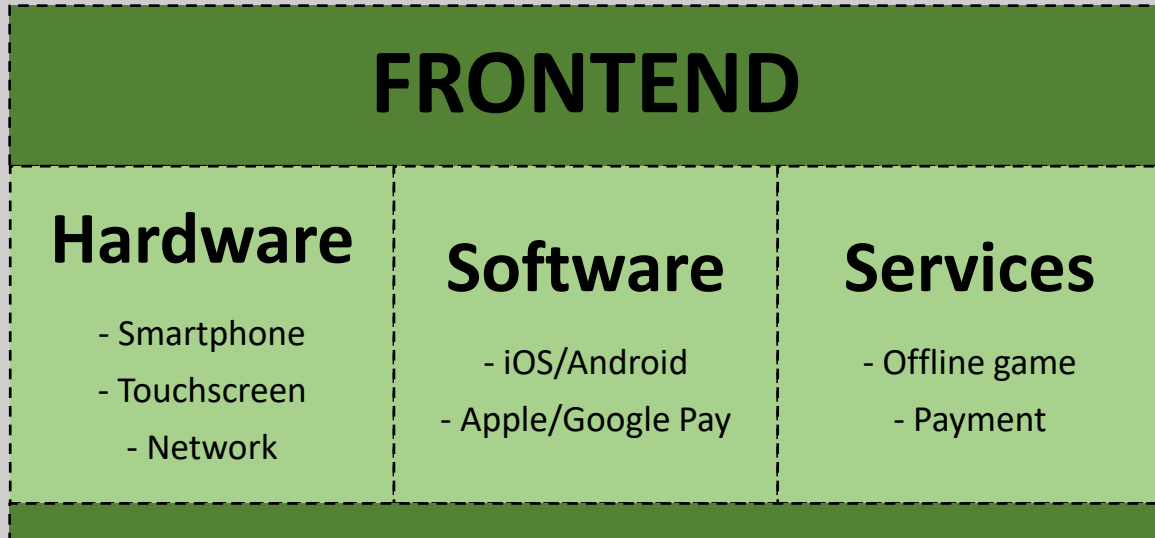 FRONTEND
Hardware
- Smartphone
- Touchscreen
- Network
Software
- iOS/Android
- Apple/Google Pay
Services
- Offline game
- Payment